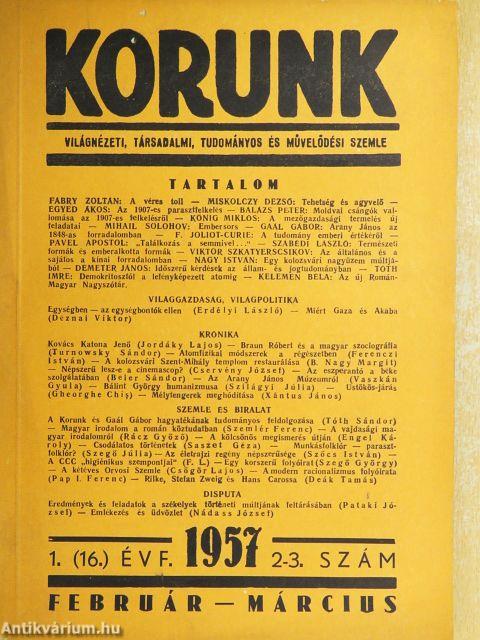 KORUNK
VILÁGNÉZETI, TÁRSADALMI, TUDOMÁNYOS ÉS MŰVELŐDÉSI SZEMLE
TARTALOM
FÁBRY ZOLTÁN: A véres toll — MISKOLCZY DEZSŐ: Tehetség és agyvelő —
EGYED ÁKOS: Az 1907-es parasztfelkelés — BALÁZS PÉTER: Moldvai csángók val-
lomása az 1907-es felkelésről — KÖNIG MIKLÓS: A mezőgazdasági termelés új
feladatai — MIHAIL SOLOHOV: Embersors — GAÁL GÁBOR: Arany János az
1848-as forradalomban — F. JOLIOT-CURIE: A tudomány emberi értékéről —
PAVEL APOSTOL: „Találkozás a semmivel..." — SZABÉDI LÁSZLÓ: Természeti
formák és emberalkotta formák — VIKTOR SZKATYERSCSIKOV: Az általános és a
sajátos a kínai forradalomban — NAGY ISTVÁN: Egy kolozsvári nagyüzem múltjá-
ból — DEMETER JÁNOS: Időszerű kérdések az állam- és jogtudományban — TÓTH
IMRE: Demokritosztól a lefényképezett atomig — KELEMEN BÉLA: Az új Román-
Magyar Nagyszótár.
VILÁGGAZDASÁG, VILÁGPOLITIKA
Egységben — az egységbontók ellen (Erdélyi László) — Miért Gaza és Akaba
(Deznai Viktor)
KRÓNIKA
Kovács Katona Jenő (Jordáky Lajos) — Braun Róbert és a magyar szociográfia
(Turnowsky Sándor) — Atomfizikai módszerek a régészetben (Ferenczi
István) — A kolozsvári Szent-Mihály templom restaurálása (B. Nagy Margit) —
— Népszerű lesz-e a cinemascop? (Cservény József) — Az eszperantó a béke
szolgálatában (Beier Sándor) — Az Arany János Múzeumról (Vaszkán
Gyula) — Bálint György humanizmusa (Szilágyi Júlia) — Üstökös-járás
(Gheorghe Chiș) — Mélytengerek meghódítása (Xántus János)
SZEMLE ÉS BÍRÁLAT
A Korunk és Gaál Gábor hagyatékának tudományos feldolgozása (Tóth Sándor)
— Magyar irodalom a román köztudatban (Szemlér Ferenc) — A vajdasági ma-
gyar irodalomról (Rácz Győző) — A kölcsönös megismerés útján (Engel Ká-
roly) — Csodálatos történetek (Saszet Géza) — Munkásfolklór — paraszt-
folklór? (Szegő Júlia) — Az életrajzi regény népszerűsége (Szőcs István) —
A CCC „higiénikus szempontjai" (F. L.) — Egy korszerű folyóirat (Szegő György)
— A kétéves Orvosi Szemle (Csőgör Lajos) — A modern racionalizmus folyóirata
(Pap I. Ferenc) — Rilke, Stefan Zweig és Hans Carossa (Deák Tamás)
DISPUTA
Eredmények és feladatok a székelyek történeti múltjának feltárásában (Pataki Jó-
zsef) — Emlékezés és üdvözlet (Nádass József)
1. (16.) ÉVF. 1957 2-3. SZÁM
FEBRUÁR — MÁRCIUS
Antikvárium.hu